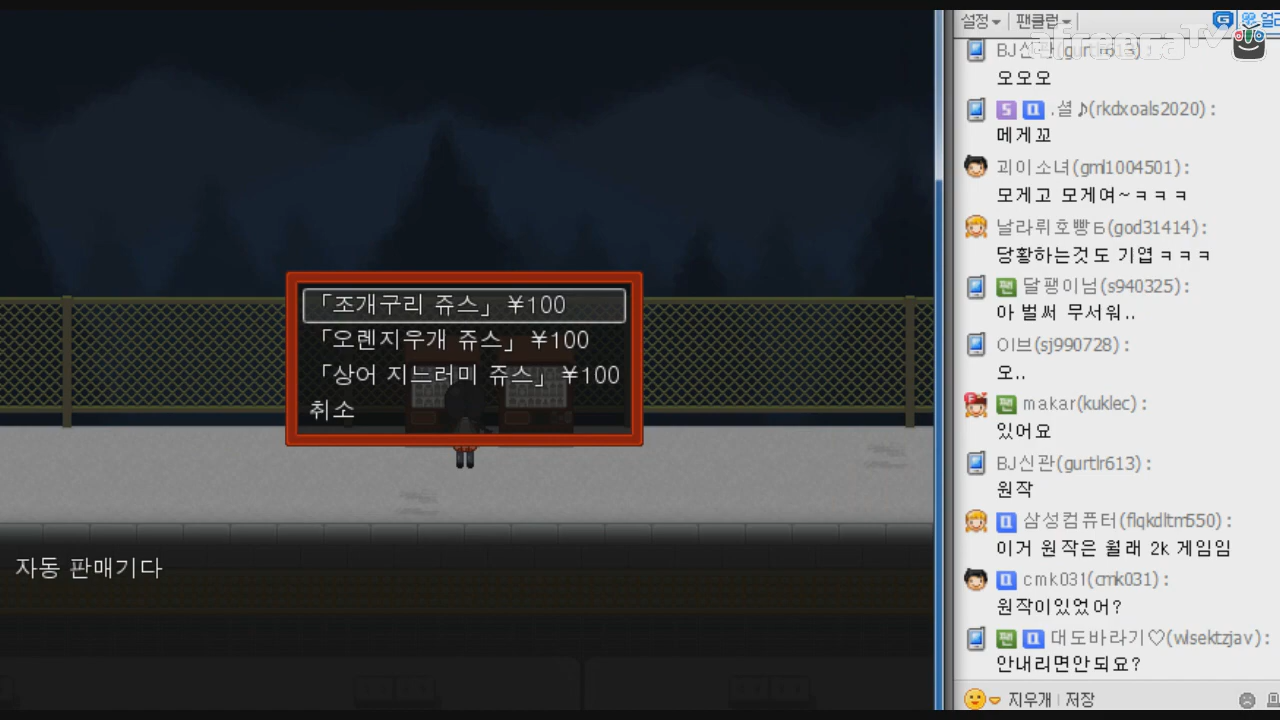 「조개구리 쥬스」 ¥100
「오렌지우개 쥬스」 ¥100
「상어 지느러미 쥬스」 ¥100
취소
자동 판매기다
설정 팬클럽
afreecaTV
오오오
S .셜♪(rkdxoals2020) :
메게꼬
괴이소녀(gml1004501) :
모게고 모게여~ㅋㅋㅋ
날라뤼호빵Б(god31414) :
당황하는것도 기엽ㅋㅋㅋ
팬 달팽이넘(s940325) :
아 벌써 무서워..
이브(sj990728) :
오..
팬 makar(kuklec) :
있어요
BJ신관(gurtlr613) :
원작
삼성컴퓨터(flqkdltm550) :
이거 원작은 월래 2k 게임임
cmk031(cmk031) :
원작이있었어?
팬 대도바라기♡(wlsektzjav) :
안내리면안되요?
지우개 저장